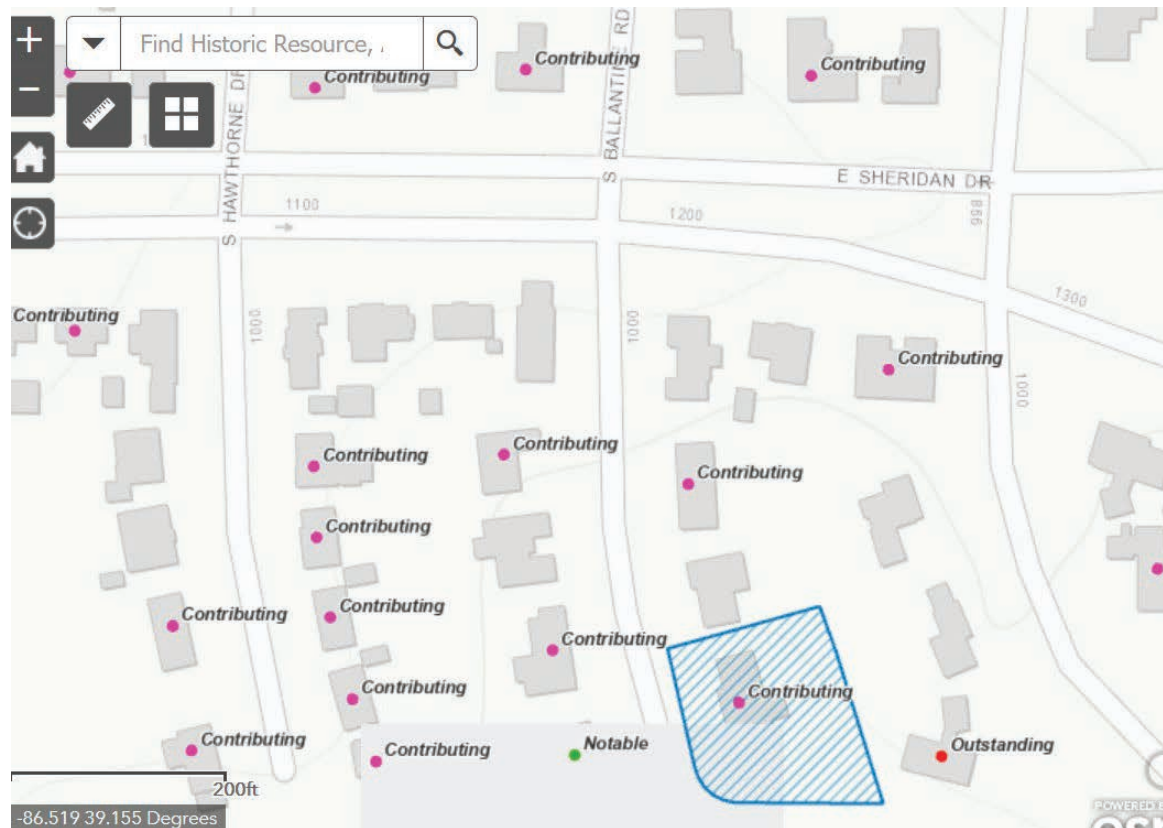 +
Find Historic Resource, .
−
Contributing
Contributing
Contributing
S HAWTHORNE DR
S BALLANTINE RD
E SHERIDAN DR
1100
1200
986
1300
1000
1000
1000
Contributing
Contributing
Contributing
Contributing
Contributing
Contributing
Contributing
Contributing
Contributing
Contributing
Contributing
Contributing
Contributing
Notable
Contributing
Outstanding
200ft
-86.519 39.155 Degrees
POWERED BY
esri